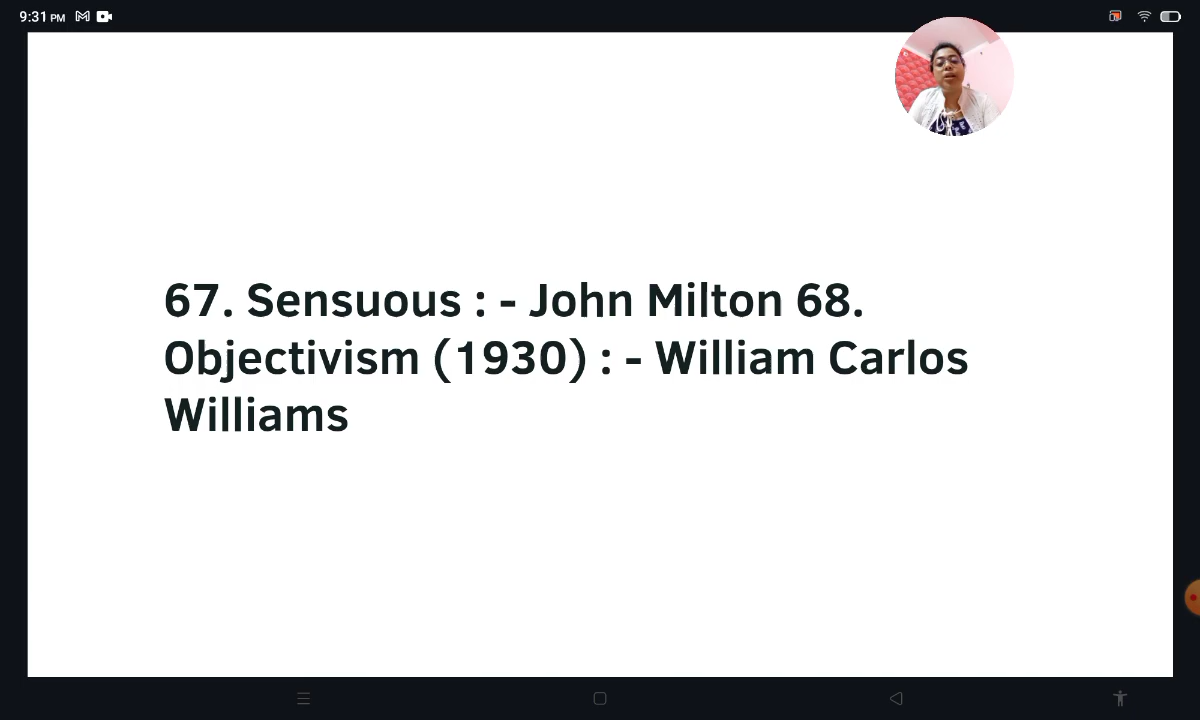 9:31 PM
67. Sensuous : - John Milton 68.
Objectivism (1930) : - William Carlos
Williams